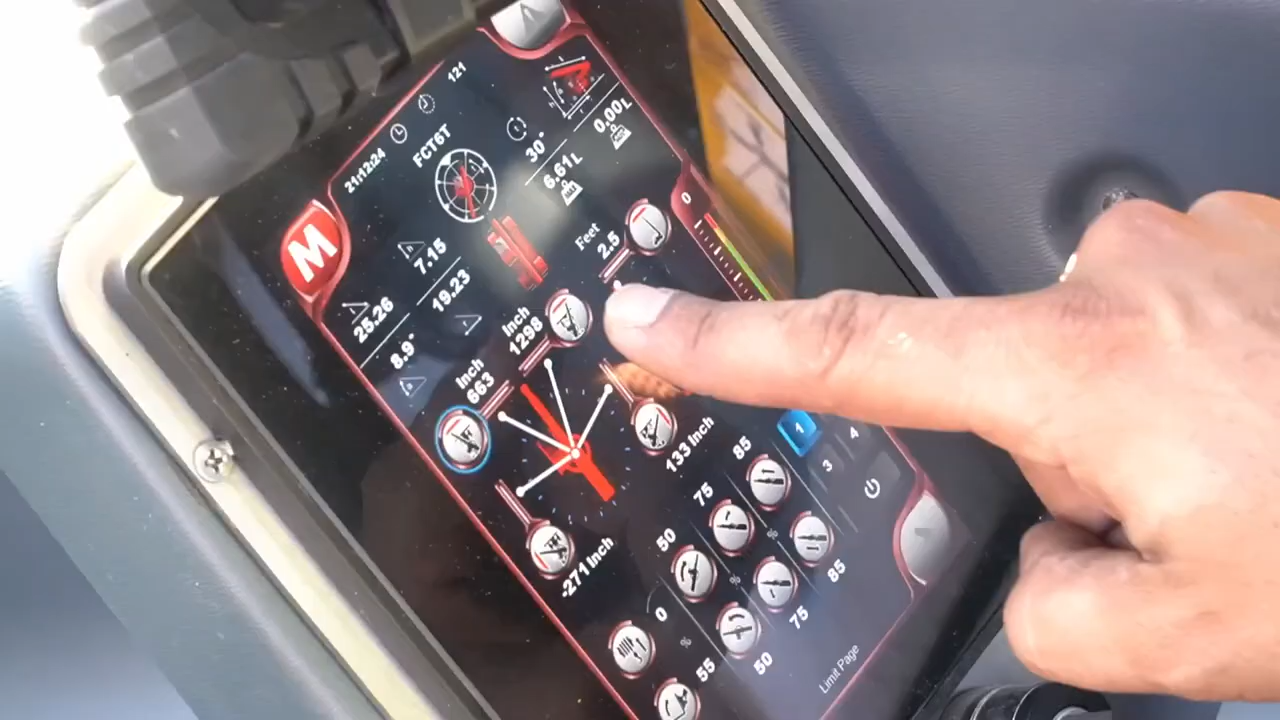 M
21:12:24
121
FCT6T
30°
6.61L
0.00L
7.15
25.26
19.23
8.9°
Feet
2.5
0
Inch
1298
Inch
663
133 Inch
-271 Inch
1
3
4
85
75
50
0
%
%
%
85
75
50
55
Limit Page